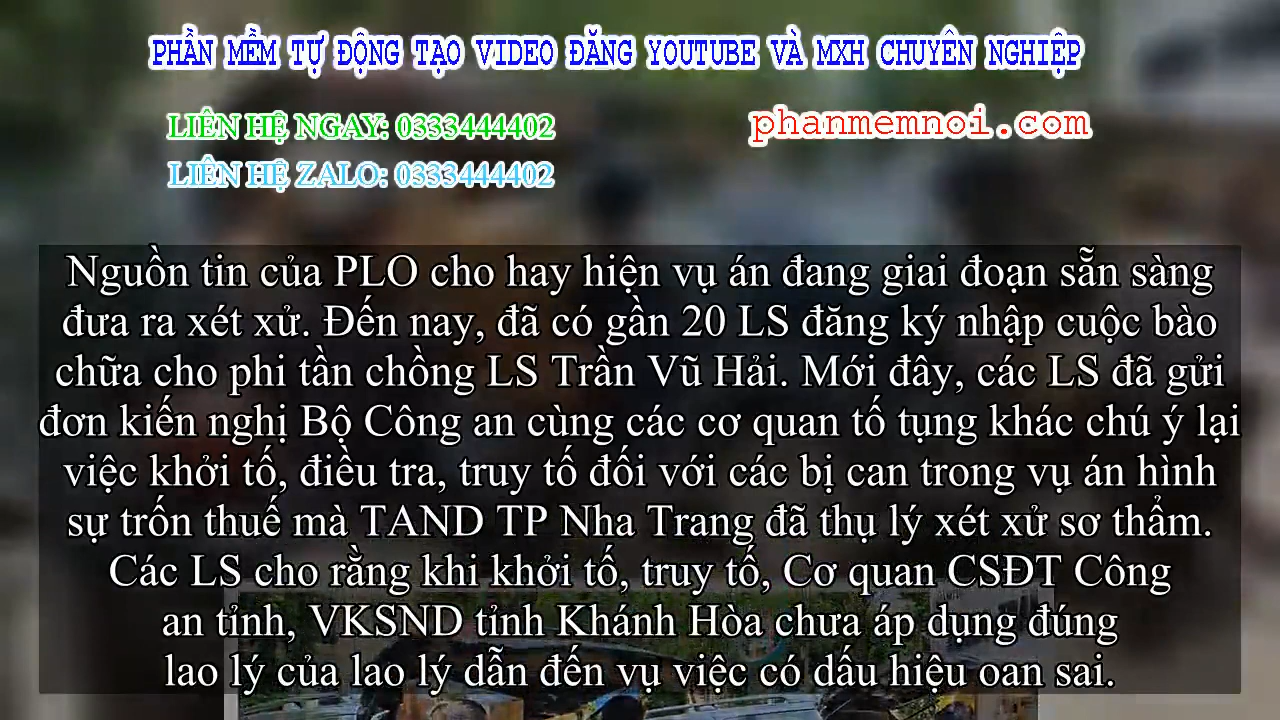 PHẦN MỀM TỰ ĐỘNG TẠO VIDEO ĐĂNG YOUTUBE VÀ MXH CHUYÊN NGHIỆP
LIÊN HỆ NGAY: 0333444402
phanmemnoi.com
LIÊN HỆ ZALO: 0333444402
Nguồn tin của PLO cho hay hiện vụ án đang giai đoạn sẵn sàng
đưa ra xét xử. Đến nay, đã có gần 20 LS đăng ký nhập cuộc bào
chữa cho phi tần chồng LS Trần Vũ Hải. Mới đây, các LS đã gửi
đơn kiến nghị Bộ Công an cùng các cơ quan tố tụng khác chú ý lại
việc khởi tố, điều tra, truy tố đối với các bị can trong vụ án hình
sự trốn thuế mà TAND TP Nha Trang đã thụ lý xét xử sơ thẩm.
Các LS cho rằng khi khởi tố, truy tố, Cơ quan CSĐT Công
an tỉnh, VKSND tỉnh Khánh Hòa chưa áp dụng đúng
lao lý của lao lý dẫn đến vụ việc có dấu hiệu oan sai.